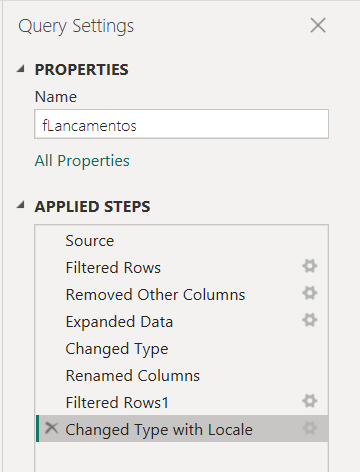 Query Settings
PROPERTIES
Name
fLancamentos
All Properties
APPLIED STEPS
Source
Filtered Rows
Removed Other Columns
Expanded Data
Changed Type
Renamed Columns
Filtered Rows1
Changed Type with Locale